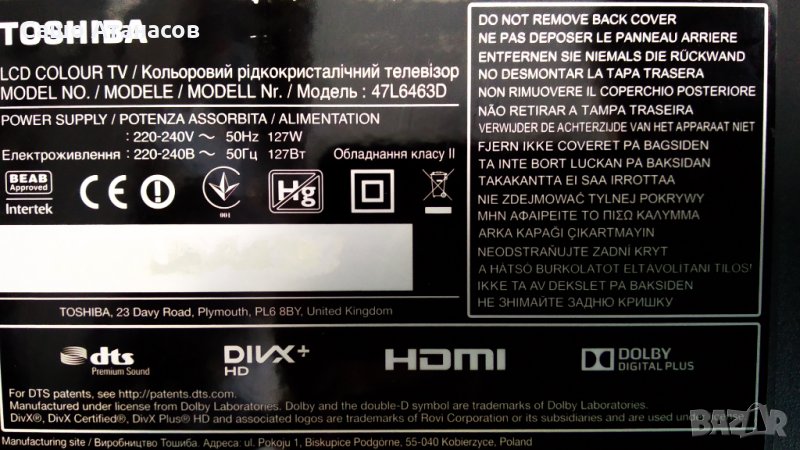 TOSHIBA
LCD COLOUR TV / Кольоровий рідкокристалічний телевізор
MODEL NO. / MODELE / MODELL Nr. / Модель : 47L6463D
POWER SUPPLY / POTENZA ASSORBITA / ALIMENTATION
: 220-240V ~ 50Hz 127W
Електроживлення : 220-240В ~ 50Гц 127Вт Обладнання класу II
BEAB
Approved
Intertek
CE
001
Hg
TOSHIBA, 23 Davy Road, Plymouth, PL6 8BY, United Kingdom
DO NOT REMOVE BACK COVER
NE PAS DEPOSER LE PANNEAU ARRIERE
ENTFERNEN SIE NIEMALS DIE RÜCKWAND
NO DESMONTAR LA TAPA TRASERA
NON RIMUOVERE IL COPERCHIO POSTERIORE
NÃO RETIRAR A TAMPA TRASEIRA
VERWIJDER DE ACHTERZIJDE VAN HET APPARAAT NIET
FJERN IKKE COVERET PA BAGSIDEN
TA INTE BORT LUCKAN PA BAKSIDAN
TAKAKANTTA EI SAA IRROTTAA
NIE ZDEJMOWAĆ TYLNEJ POKRYWY
ΜΗΝ ΑΦΑΙΡΕΙΤΕ ΤΟ ΠΙΣΩ ΚΑΛΥΜΜΑ
ARKA KAPAĞI ÇIKARTMAYIN
NEODSTRAŇUJTE ZADNÍ KRYT
A HÁTSÓ BURKOLATOT ELTÁVOLÍTANI TILOS!
IKKE TA AV DEKSLET PA BAKSIDEN
НЕ ЗНІМАЙТЕ ЗАДНЮ КРИШКУ
dts
Premium Sound
DIVX+
HD
HDMI
DOLBY
DIGITAL PLUS
For DTS patents, see http://patents.dts.com.
Manufactured under license from Dolby Laboratories. Dolby and the double-D symbol are trademarks of Dolby Laboratories.
DivX®, DivX Certified®, DivX Plus® HD and associated logos are trademarks of Rovi Corporation or its subsidiaries and are used under license.
Manufacturing site / Виробництво Тошиба. Адреса: ul. Pokoju 1, Biskupice Podgórne, 55-040 Kobierzyce, Poland
BAZAR